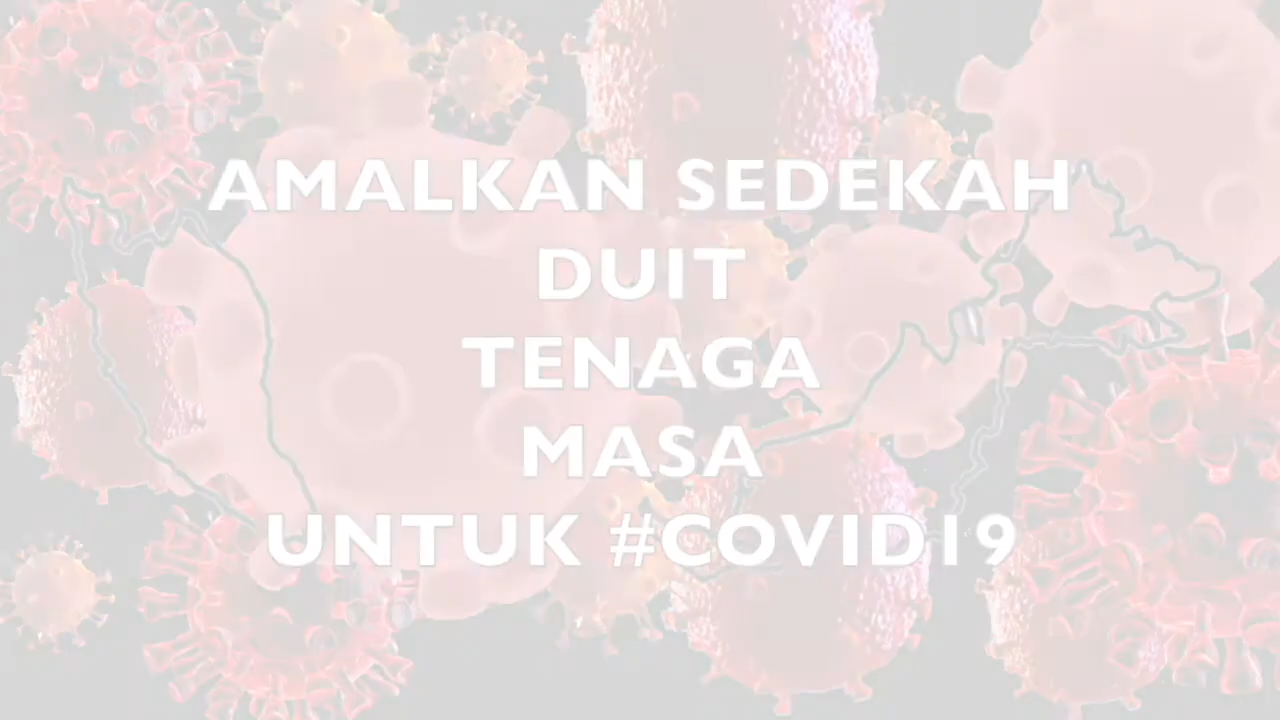 AMALKAN SEDEKAH
DUIT
TENAGA
MASA
UNTUK #COVID19